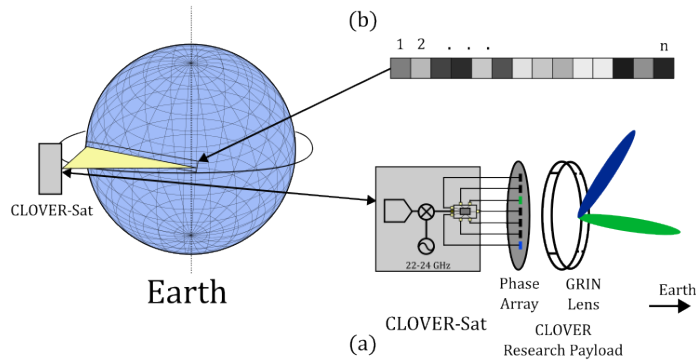 (b)
1 2 . . . n
CLOVER-Sat
22-24 GHz
Earth
Phase
Array
GRIN
Lens
Earth
CLOVER-Sat
CLOVER
Research Payload
(a)